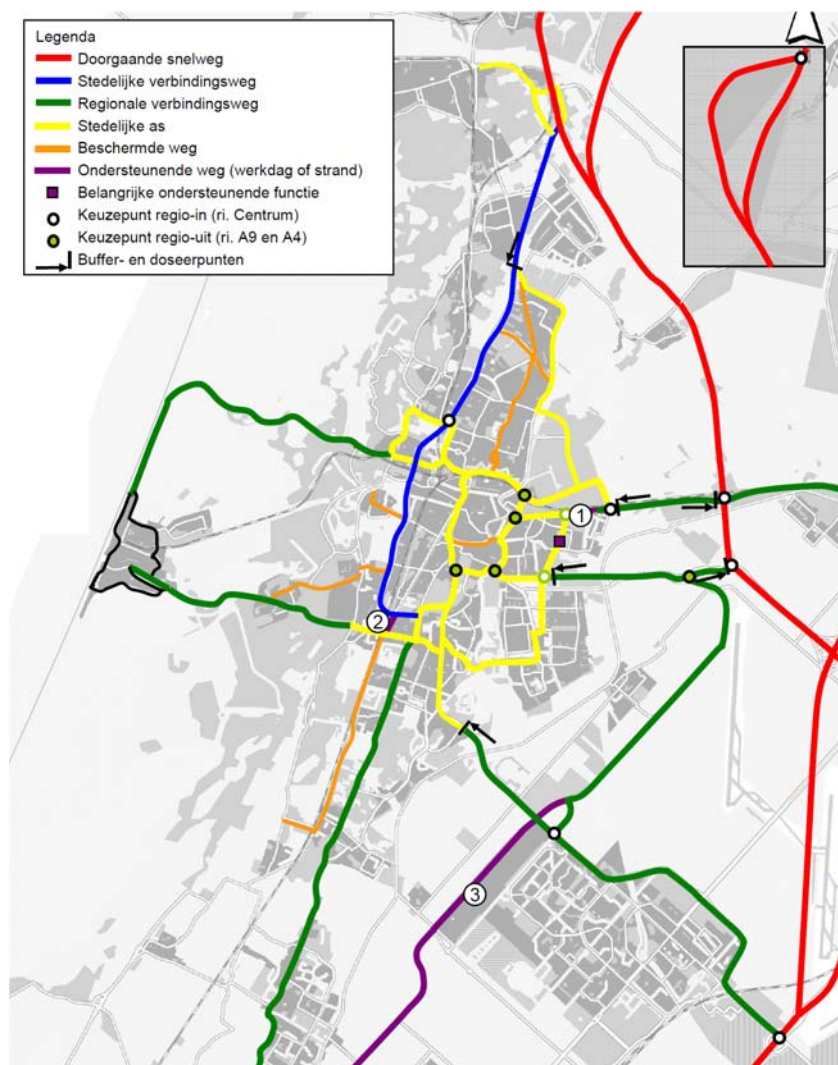 Legenda
Doorgaande snelweg
Stedelijke verbindingsweg
Regionale verbindingsweg
Stedelijke as
Beschermde weg
Ondersteunende weg (werkdag of strand)
Belangrijke ondersteunende functie
Keuzepunt regio-in (ri. Centrum)
Keuzepunt regio-uit (ri. A9 en A4)
Buffer- en doseerpunten
1
2
3